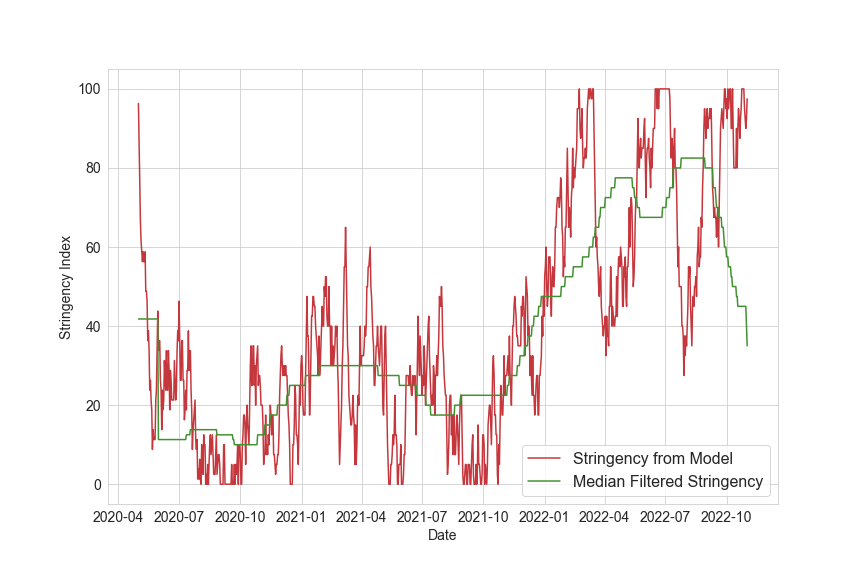 100
80
60
40
20
0
Stringency Index
2020-04 2020-07 2020-10 2021-01 2021-04 2021-07 2021-10 2022-01 2022-04 2022-07 2022-10
Date
Stringency from Model
Median Filtered Stringency